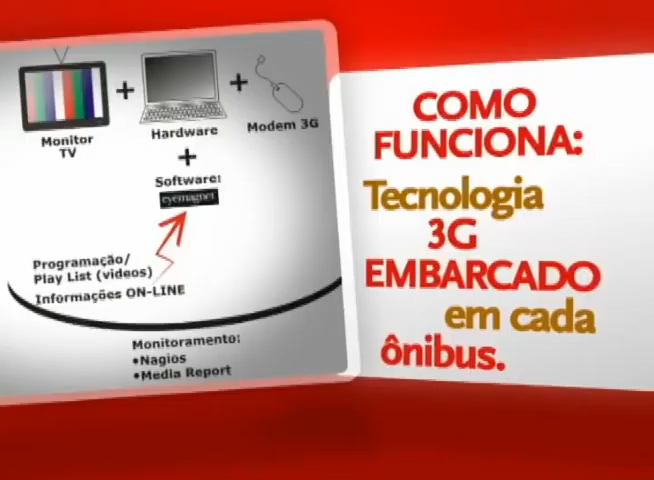 Monitor
TV
Hardware
Modem 3G
Software:
eyemagnet
Programação/
Play List (videos)
Informações ON-LINE
Monitoramento:
•Nagios
•Media Report
COMO
FUNCIONA:
Tecnologia
3G
EMBARCADO
em cada
ônibus.